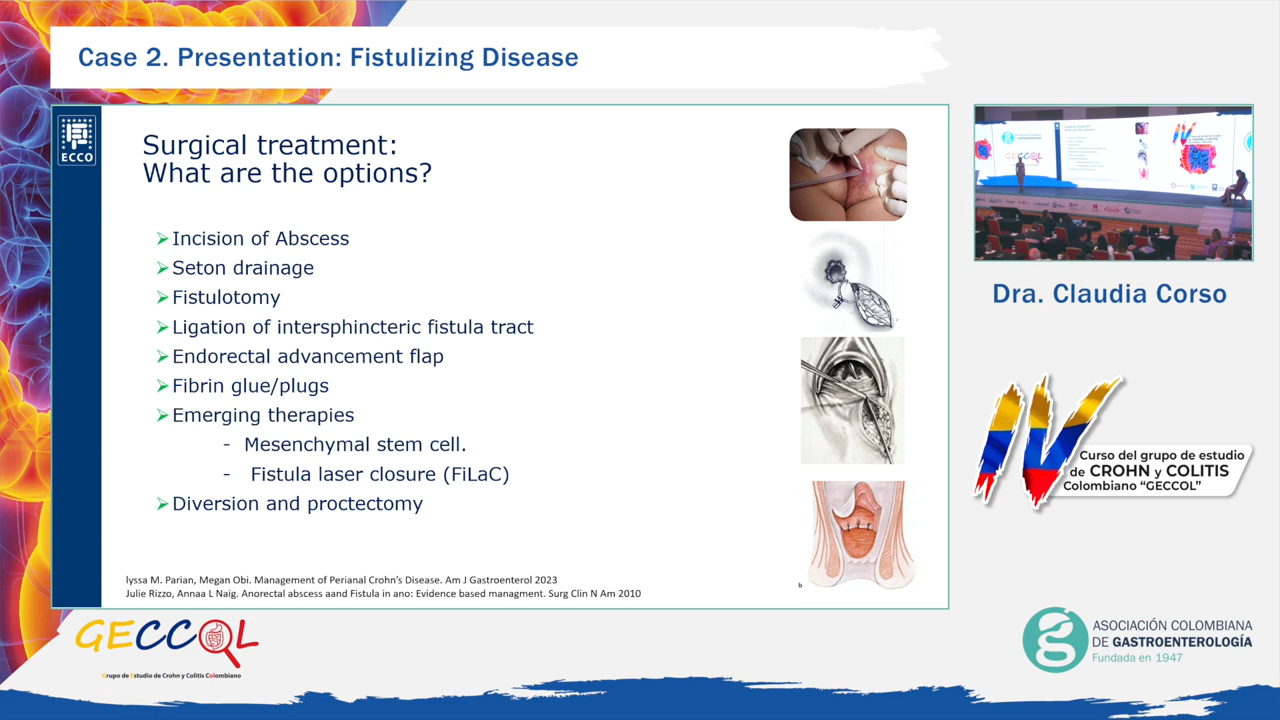 Case 2. Presentation: Fistulizing Disease
ECCO
Surgical treatment:
What are the options?
Incision of Abscess
Seton drainage
Fistulotomy
Ligation of intersphincteric fistula tract
Endorectal advancement flap
Fibrin glue/plugs
Emerging therapies
- Mesenchymal stem cell.
- Fistula laser closure (FiLaC)
Diversion and proctectomy
lyssa M. Parian, Megan Obi. Management of Perianal Crohn's Disease. Am J Gastroenterol 2023
Julie Rizzo, Annaa L Naig. Anorectal abscess aand Fistula in ano: Evidence based managment. Surg Clin N Am 2010
b
Dra. Claudia Corso
IV
Curso del grupo de estudio
de CROHN y COLITIS
Colombiano "GECCOL"
GECCOL
Grupo de Estudio de Crohn y Colitis Colombiano
ASOCIACIÓN COLOMBIANA
DE GASTROENTEROLOGÍA
Fundada en 1947